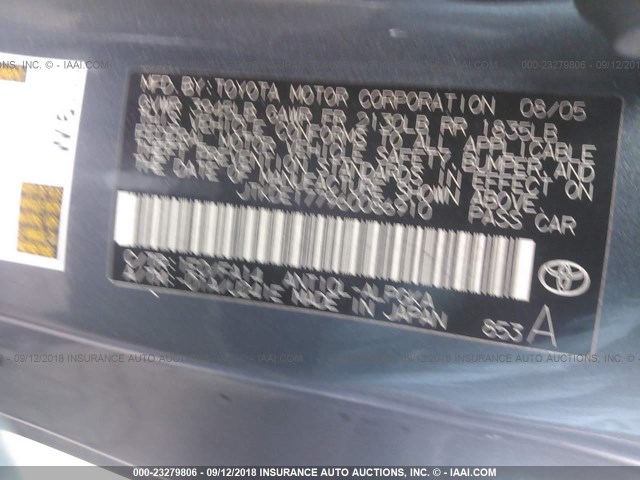 000-23279806 - 09/12/2018 INSURANCE AUTO AUCTIONS, INC. - IAAI.COM
MFD.BY:TOYOTA MOTOR CORPORATION 08/05
GVWR 3945LB GAWR FR 2130LB RR 1835LB
THIS VEHICLE CONFORMS TO ALL APPLICABLE
FEDERAL MOTOR VEHICLE SAFETY, BUMPER, AND
THEFT PREVENTION STANDARDS IN EFFECT ON
THE DATE OF MANUFACTURE SHOWN ABOVE.
PASS CAR
MADE IN JAPAN
853 A
000-23279806 - 09/12/2018 INSURANCE AUTO AUCTIONS, INC. - IAAI.COM